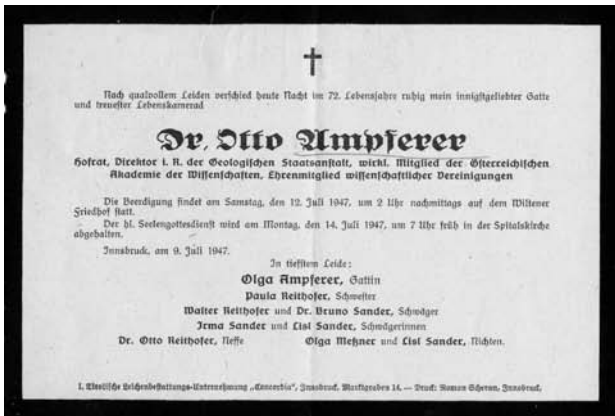 Nach qualvollem Leiden verschied heute Nacht im 72. Lebensjahre ruhig mein innigstgeliebter Gatte
und treuester Lebenskamerad
Dr. Otto Ampferer
Hofrat, Direktor i. R. der Geologischen Staatsanstalt, wirkl. Mitglied der Österreichischen
Akademie der Wissenschaften, Ehrenmitglied wissenschaftlicher Vereinigungen
Die Beerdigung findet am Samstag, den 12. Juli 1947, um 2 Uhr nachmittags auf dem Wiltener
Friedhof statt.
Der hl. Seelengottesdienst wird am Montag, den 14. Juli 1947, um 7 Uhr früh in der Spitalskirche
abgehalten.
Innsbruck, am 9. Juli 1947.
In tiefstem Leide:
Olga Ampferer, Gattin
Paula Reithofer, Schwester
Walter Reithofer und Dr. Bruno Sander, Schwäger
Irma Sander und Lisl Sander, Schwägerinnen
Dr. Otto Reithofer, Neffe Olga Meßner und Lisl Sander, Nichten.
1. Tirolische Leichenbestattungs-Unternehmung „Concordia“, Innsbruck, Marktgraben 14. — Druck: Roman Scheran, Innsbruck.